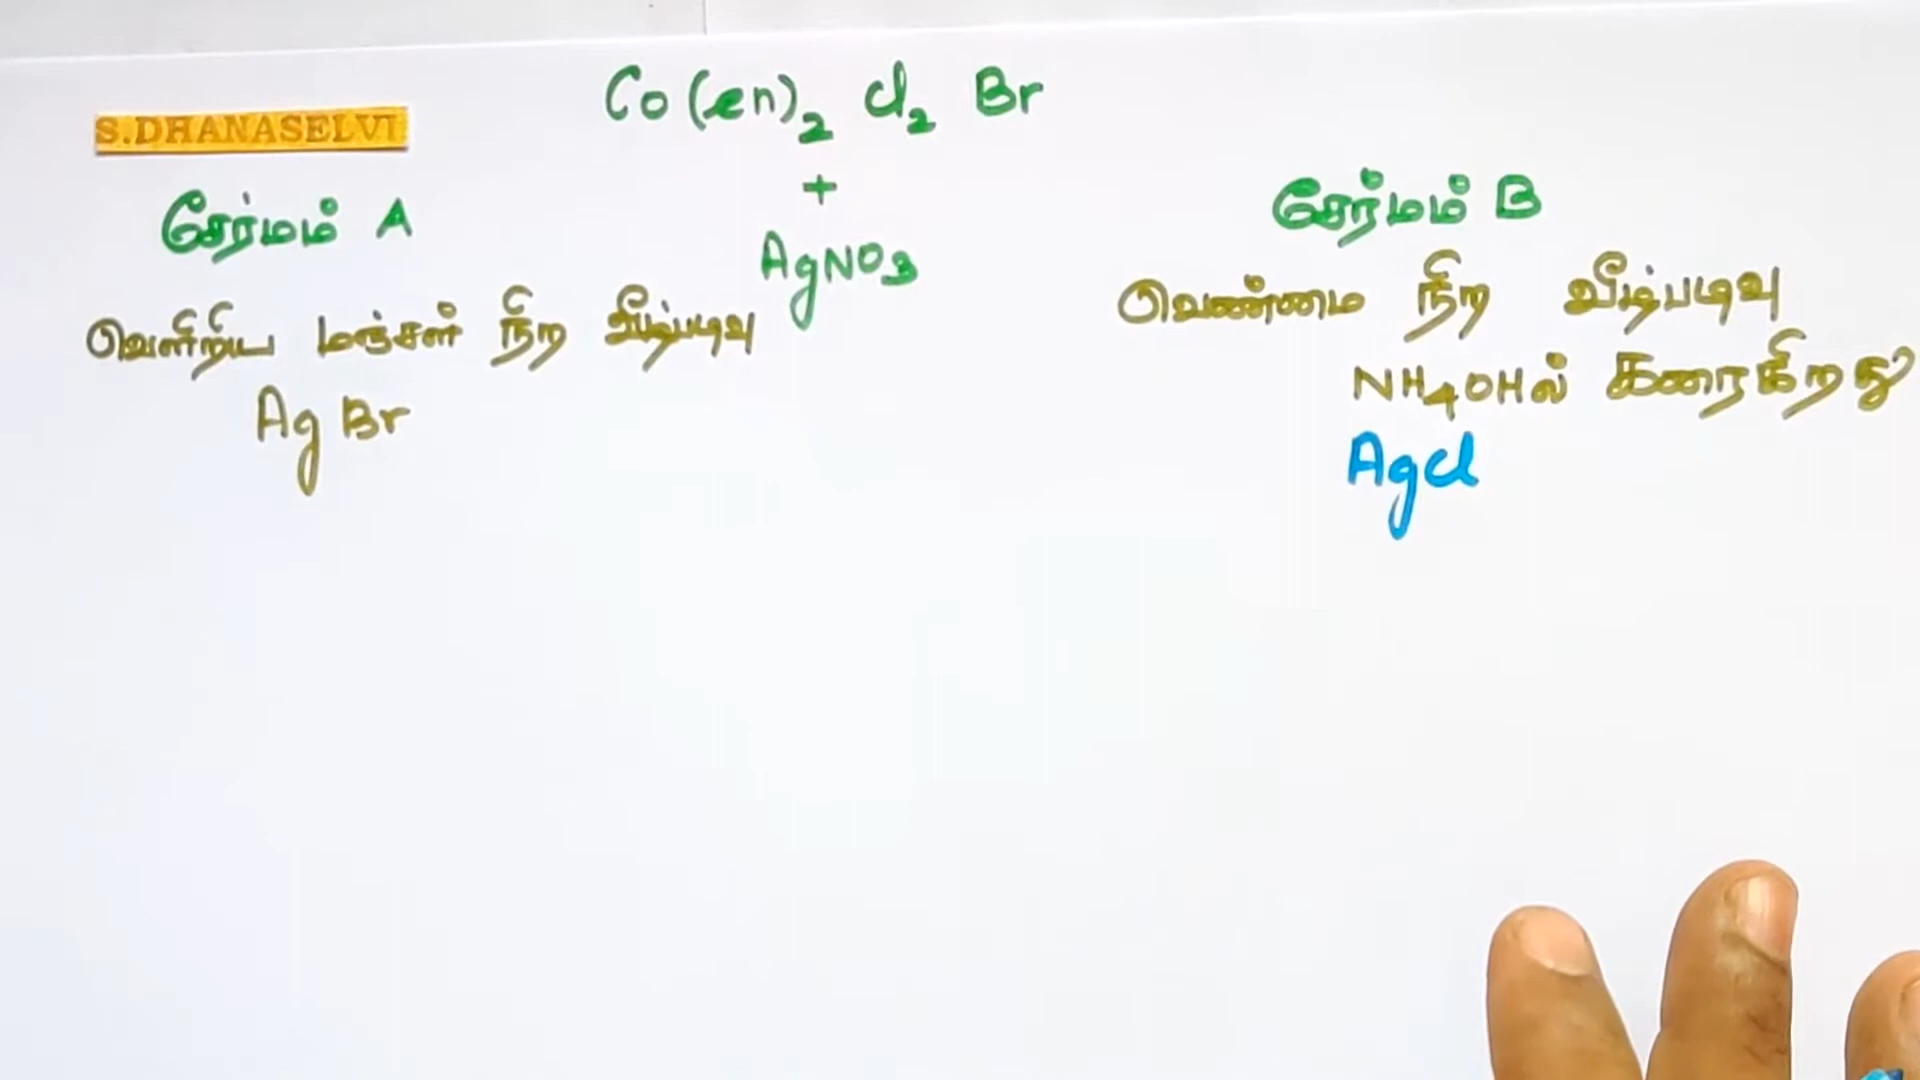 Co(en)₂ Cl₂ Br
S.DHANASELVI
+
AgNO₃
சேர்மம் A
வெளிறிய மஞ்சள் நிற வீழ்படிவு
AgBr
சேர்மம் B
வெண்மை நிற வீழ்படிவு
NH₄OHல் கரைகிறது
AgCl